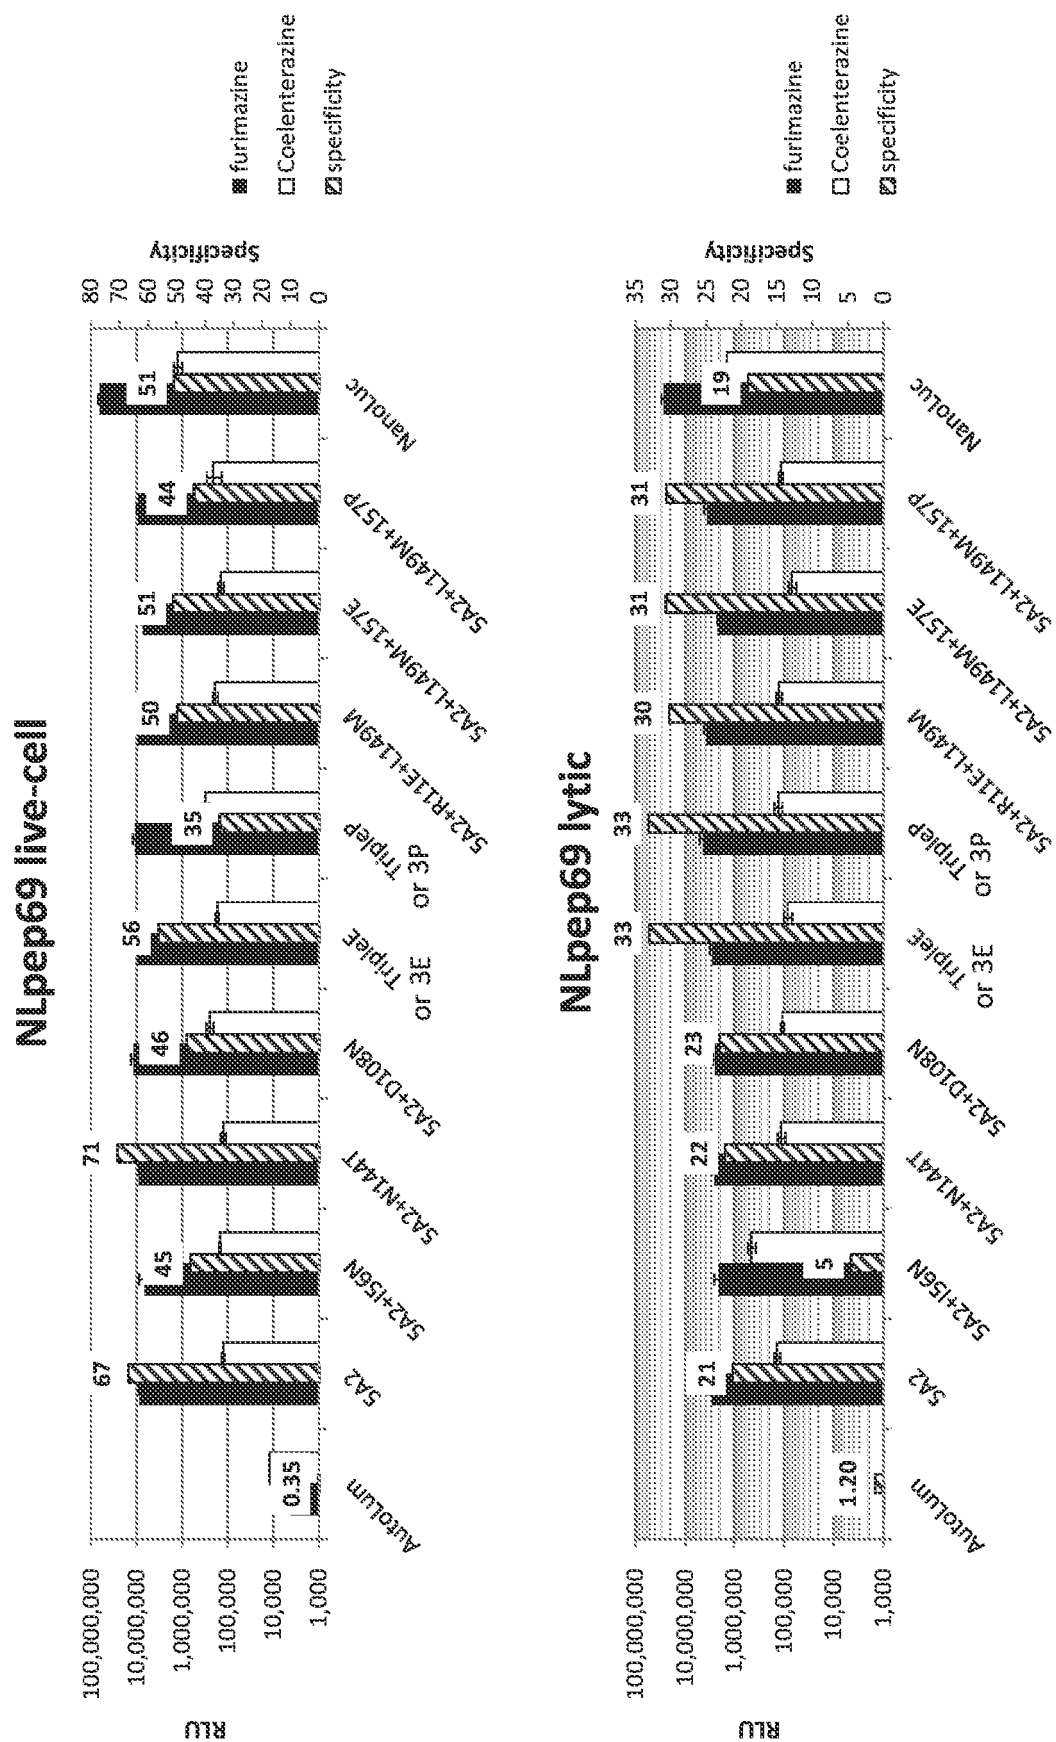 NLpep69 live-cell
100,000,000
10,000,000
1,000,000
100,000
10,000
1,000
RLU
0.35
67
45
71
46
56
35
50
51
44
51
80
70
60
50
40
30
20
10
0
Specificity
AutoLum
5A2
5A2+I56N
5A2+N144T
5A2+D108N
TripleE
or 3E
TripleP
or 3P
5A2+R11E+L149M
5A2+L149M+157E
5A2+L149M+157P
NanoLuc
furimazine
Coelenterazine
specificity
NLpep69 lytic
100,000,000
10,000,000
1,000,000
100,000
10,000
1,000
RLU
1.20
21
5
22
23
33
33
30
31
31
19
35
30
25
20
15
10
5
0
Specificity
AutoLum
5A2
5A2+I56N
5A2+N144T
5A2+D108N
TripleE
or 3E
TripleP
or 3P
5A2+R11E+L149M
5A2+L149M+157E
5A2+L149M+157P
NanoLuc
furimazine
Coelenterazine
specificity